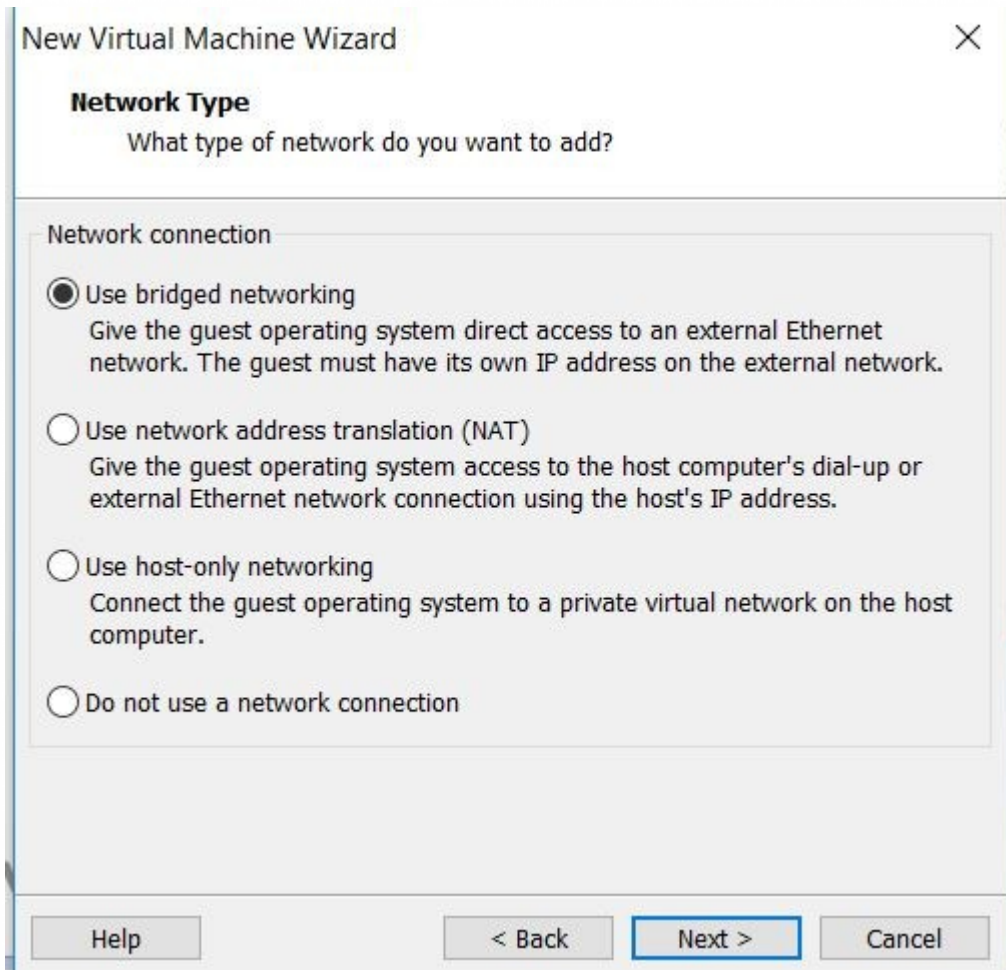 New Virtual Machine Wizard
Network Type
What type of network do you want to add?
Network connection
Use bridged networking
Give the guest operating system direct access to an external Ethernet
network. The guest must have its own IP address on the external network.
Use network address translation (NAT)
Give the guest operating system access to the host computer's dial-up or
external Ethernet network connection using the host's IP address.
Use host-only networking
Connect the guest operating system to a private virtual network on the host
computer.
Do not use a network connection
Help
< Back
Next >
Cancel